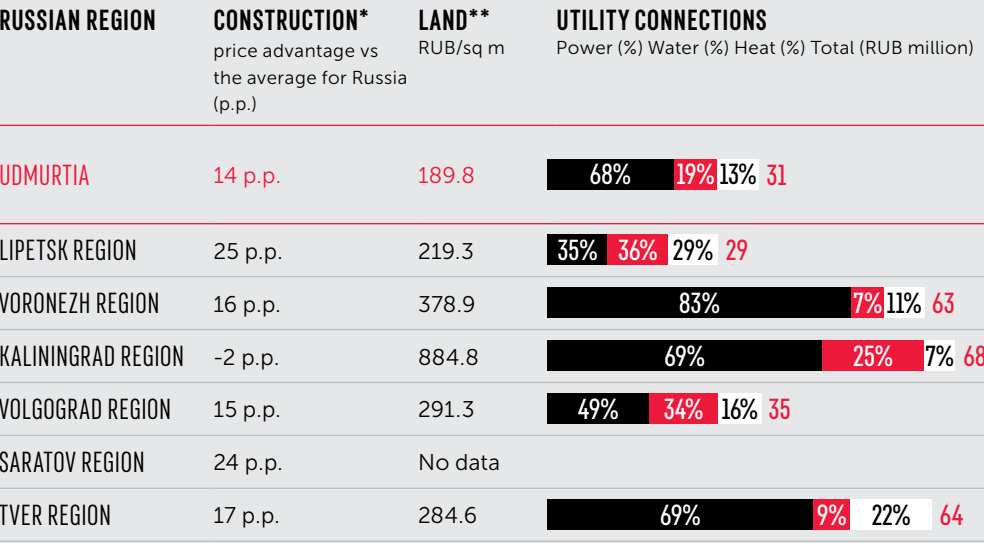 RUSSIAN REGION CONSTRUCTION* LAND** UTILITY CONNECTIONS
price advantage vs RUB/sq m Power (%) Water (%) Heat (%) Total (RUB million)
the average for Russia
(p.p.)
UDMURTIA 14 p.p. 189.8 68% 19% 13% 31
LIPETSK REGION 25 p.p. 219.3 35% 36% 29% 29
VORONEZH REGION 16 p.p. 378.9 83% 7% 11% 63
KALININGRAD REGION -2 p.p. 884.8 69% 25% 7% 68
VOLGOGRAD REGION 15 p.p. 291.3 49% 34% 16% 35
SARATOV REGION 24 p.p. No data
TVER REGION 17 p.p. 284.6 69% 9% 22% 64